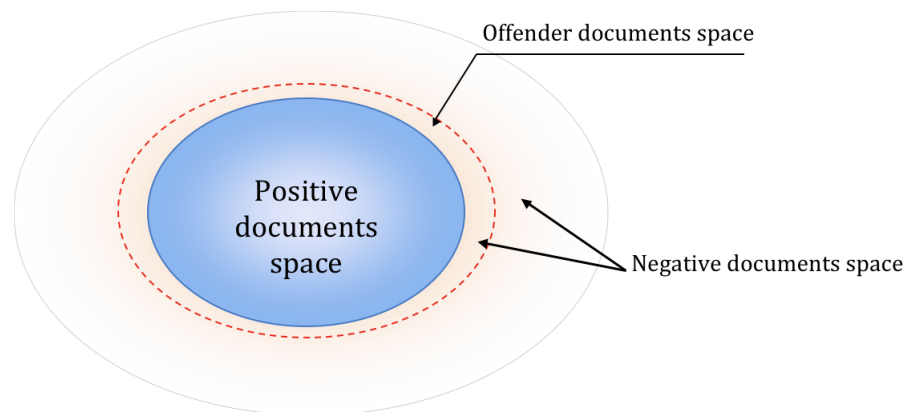 Offender documents space
Positive
documents
space
Negative documents space